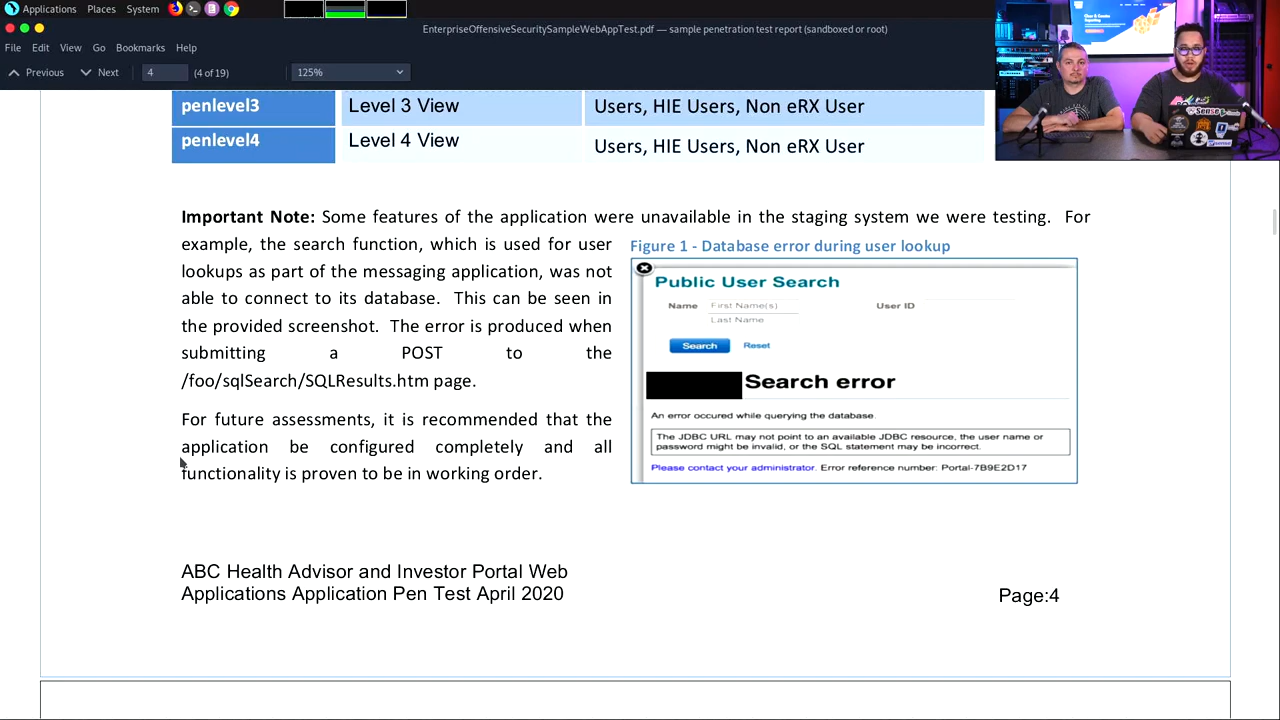 Applications Places System
EnterpriseOffensiveSecuritySampleWebAppTest — sample penetration test report (sandboxed or root)
File Edit View Go Bookmarks Help
Previous Next 4 (4 of 19) 125%
penlevel3 Level 3 View Users, HIE Users, Non eRX User
penlevel4 Level 4 View Users, HIE Users, Non eRX User
Important Note: Some features of the application were unavailable in the staging system we were testing. For
example, the search function, which is used for user
lookups as part of the messaging application, was not
able to connect to its database. This can be seen in
the provided screenshot. The error is produced when
submitting a POST to the
/foo/sqlSearch/SQLResults.htm page.
For future assessments, it is recommended that the
application be configured completely and all
functionality is proven to be in working order.
Figure 1 - Database error during user lookup
Public User Search
Name First Name(s) User ID
Last Name
Search Reset
Search error
An error occured while querying the database.
The JDBC URL may not point to an available JDBC resource, the user name or
password might be invalid, or the SQL statement may be incorrect.
Please contact your administrator. Error reference number: Portal-7B9E2D17
ABC Health Advisor and Investor Portal Web
Applications Application Pen Test April 2020
Page:4